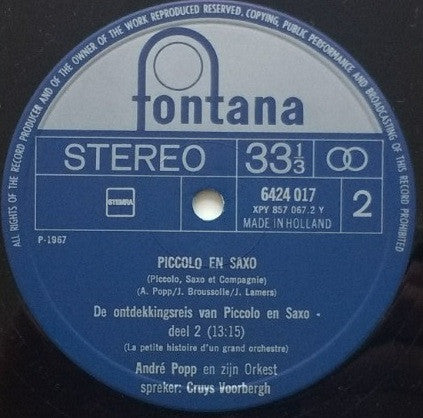 ALL RIGHTS OF THE RECORD PRODUCER AND OF THE OWNER OF THE WORK REPRODUCED RESERVED. COPYING, PUBLIC PERFORMANCE AND BROADCASTING OF THIS RECORD PROHIBITED
fontana
STEREO 33 1/3
STEMRA
6424 017
XPY 857 067.2 Y
MADE IN HOLLAND
2
P-1967
PICCOLO EN SAXO
(Piccolo, Saxo et Compagnie)
(A. Popp/J. Broussolle/J. Lamers)
De ontdekkingsreis van Piccolo en Saxo -
deel 2 (13:15)
(La petite histoire d'un grand orchestre)
André Popp en zijn Orkest
spreker: Cruys Voorbergh